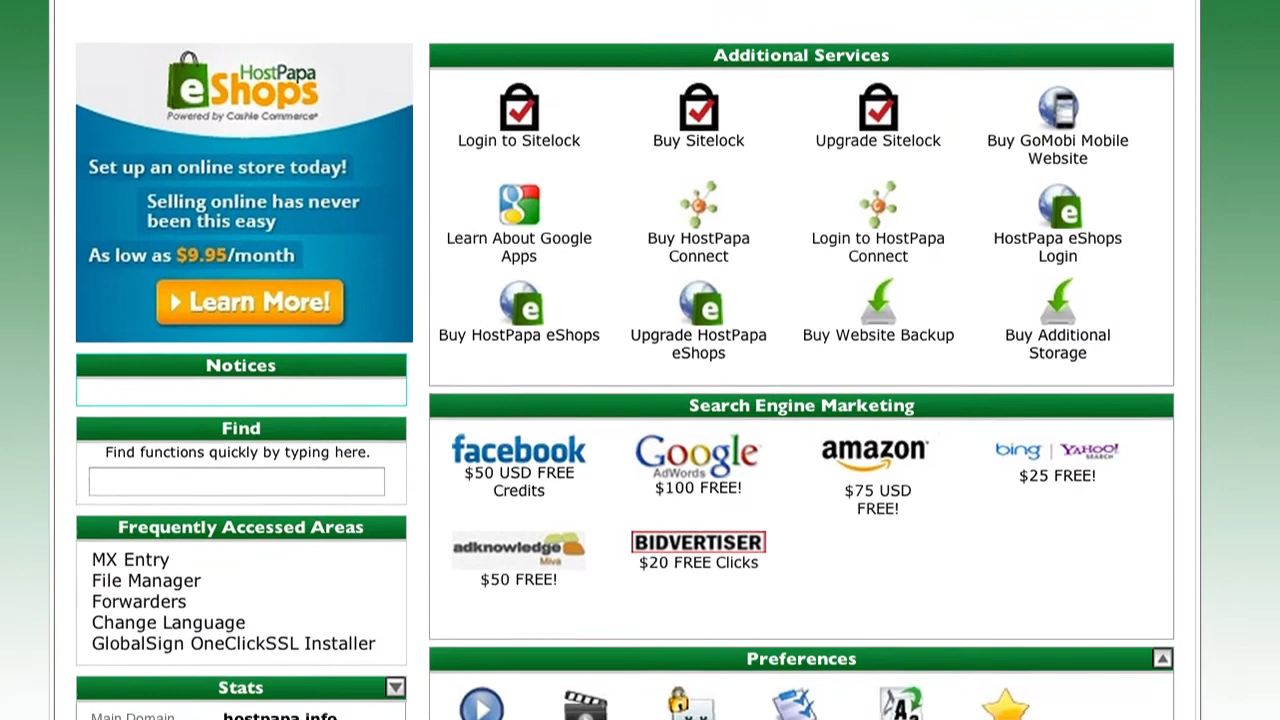 HostPapa
eShops
Powered by Cashie Commerce
Set up an online store today!
Selling online has never
been this easy
As low as $9.95/month
Learn More!
Notices
Find
Find functions quickly by typing here.
Frequently Accessed Areas
MX Entry
File Manager
Forwarders
Change Language
GlobalSign OneClickSSL Installer
Stats
Main Domain hostpapa.info
Additional Services
Login to Sitelock
Buy Sitelock
Upgrade Sitelock
Buy GoMobi Mobile
Website
Learn About Google
Apps
Buy HostPapa
Connect
Login to HostPapa
Connect
HostPapa eShops
Login
Buy HostPapa eShops
Upgrade HostPapa
eShops
Buy Website Backup
Buy Additional
Storage
Search Engine Marketing
facebook
$50 USD FREE
Credits
Google
AdWords
$100 FREE!
amazon
$75 USD
FREE!
bing | YAHOO!
SEARCH
$25 FREE!
adknowledge
Miva
$50 FREE!
BIDVERTISER
$20 FREE Clicks
Preferences